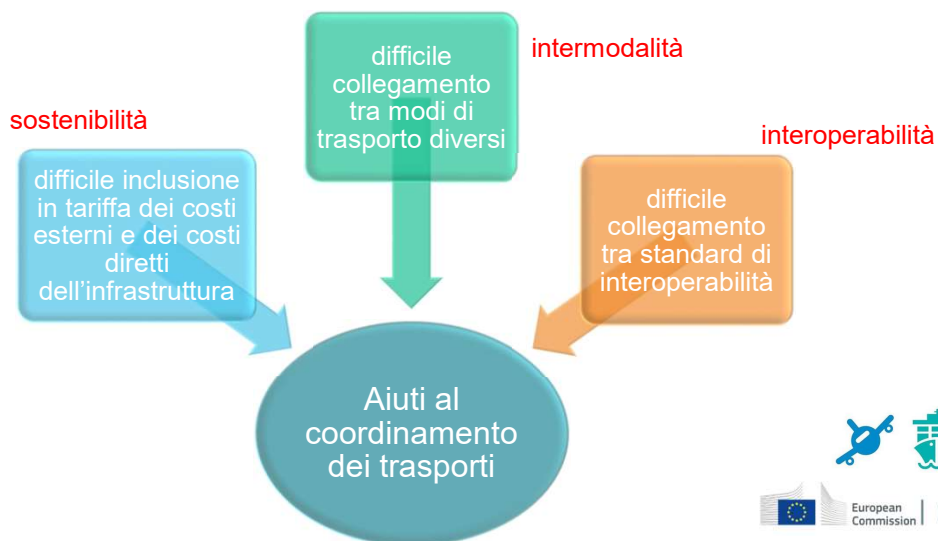 sostenibilità
difficile inclusione
in tariffa dei costi
esterni e dei costi
diretti
dell'infrastruttura
intermodalità
difficile
collegamento
tra modi di
trasporto diversi
interoperabilità
difficile
collegamento
tra standard di
interoperabilità
Aiuti al
coordinamento
dei trasporti
European
Commission